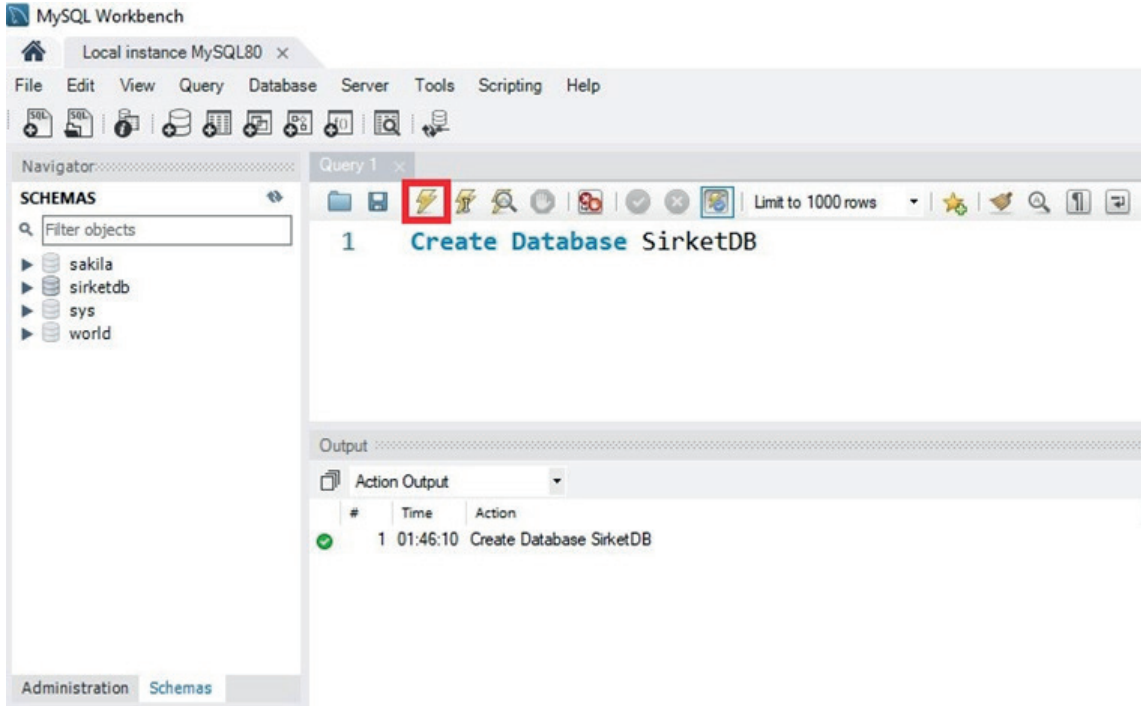 MySQL Workbench
Local instance MySQL80 ×
File Edit View Query Database Server Tools Scripting Help
Navigator
Query 1 ×
SCHEMAS
Limit to 1000 rows
Filter objects
1 Create Database SirketDB
sakila
sirketdb
sys
world
Output
Action Output
# Time Action
1 01:46:10 Create Database SirketDB
Administration Schemas